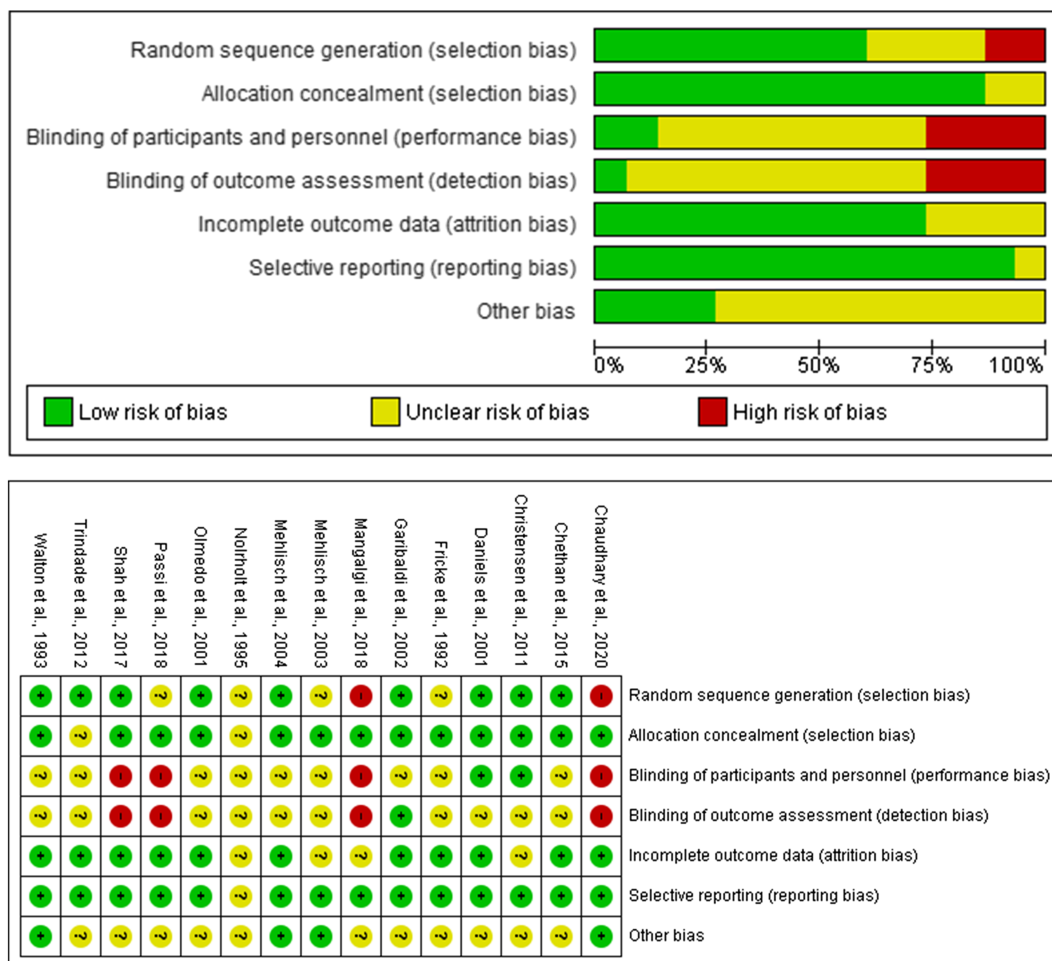 Random sequence generation (selection bias)
Allocation concealment (selection bias)
Blinding of participants and personnel (performance bias)
Blinding of outcome assessment (detection bias)
Incomplete outcome data (attrition bias)
Selective reporting (reporting bias)
Other bias
0% 25% 50% 75% 100%
Low risk of bias Unclear risk of bias High risk of bias
Walton et al., 1993
Trindade et al., 2012
Shah et al., 2017
Passi et al., 2018
Olmedo et al., 2001
Nolrholt et al., 1995
Mehlisch et al., 2004
Mehlisch et al., 2003
Mangalgi et al., 2018
Garibaldi et al., 2002
Fricke et al., 1992
Daniels et al., 2001
Christensen et al., 2011
Chethan et al., 2015
Chaudhary et al., 2020
+ + + ? + ? + ? - + ? + + + - Random sequence generation (selection bias)
+ ? + + + ? + + + + + + + + + Allocation concealment (selection bias)
? ? - - ? ? ? ? - ? ? + + ? - Blinding of participants and personnel (performance bias)
? ? - - ? ? ? ? - + ? ? ? ? - Blinding of outcome assessment (detection bias)
+ + + + + ? + ? ? + + + ? + + Incomplete outcome data (attrition bias)
+ + + + + ? + + + + + + + + + Selective reporting (reporting bias)
+ ? ? ? ? ? + + ? ? ? ? ? ? + Other bias